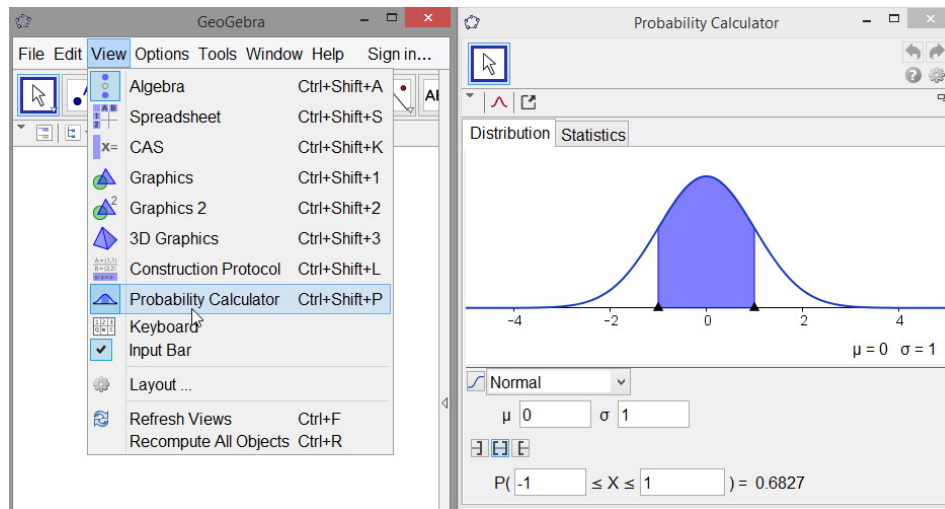 GeoGebra
File Edit View Options Tools Window Help Sign in...
Algebra Ctrl+Shift+A
Spreadsheet Ctrl+Shift+S
X= CAS Ctrl+Shift+K
Graphics Ctrl+Shift+1
2 Graphics 2 Ctrl+Shift+2
3D Graphics Ctrl+Shift+3
Construction Protocol Ctrl+Shift+L
Probability Calculator Ctrl+Shift+P
Keyboard
Input Bar
Layout ...
Refresh Views Ctrl+F
Recompute All Objects Ctrl+R
Probability Calculator
Distribution Statistics
-4 -2 0 2 4
μ = 0 σ = 1
Normal
μ 0 σ 1
P( -1 ≤ X ≤ 1 ) = 0.6827